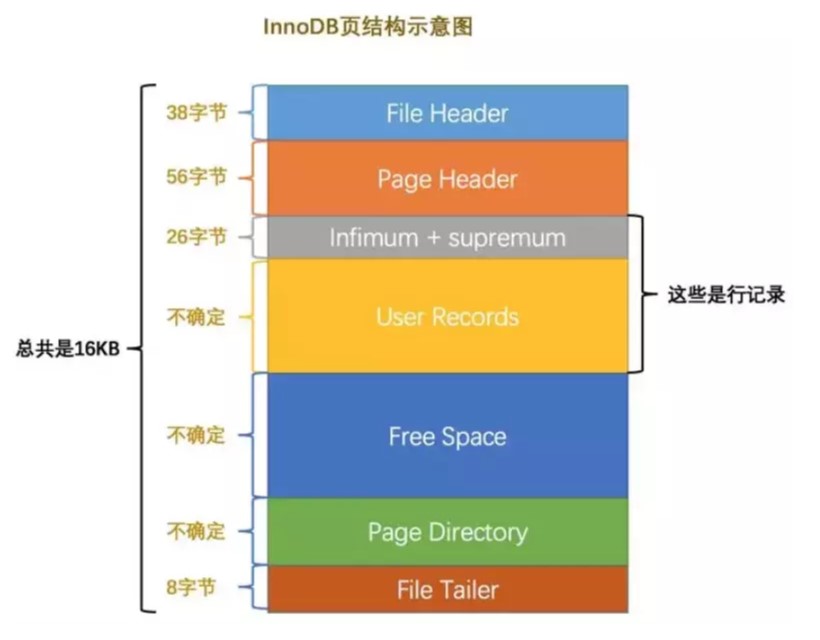 InnoDB页结构示意图
38字节
File Header
56字节
Page Header
26字节
Infimum + supremum
这些是行记录
不确定
User Records
总共是16KB
不确定
Free Space
不确定
Page Directory
8字节
File Tailer